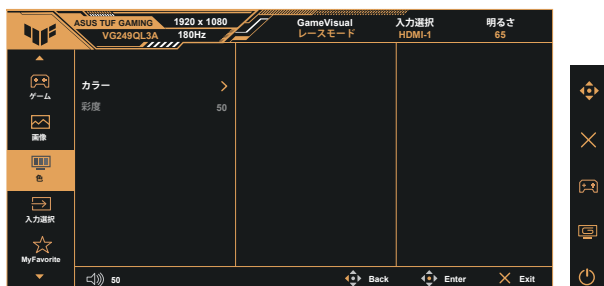 ASUS TUF GAMING 1920 x 1080
VG249QL3A 180Hz
GameVisual
レースモード
入力選択
HDMI-1
明るさ
65
ゲーム
画像
色
入力選択
MyFavorite
カラー
彩度 50
50
Back
Enter
Exit